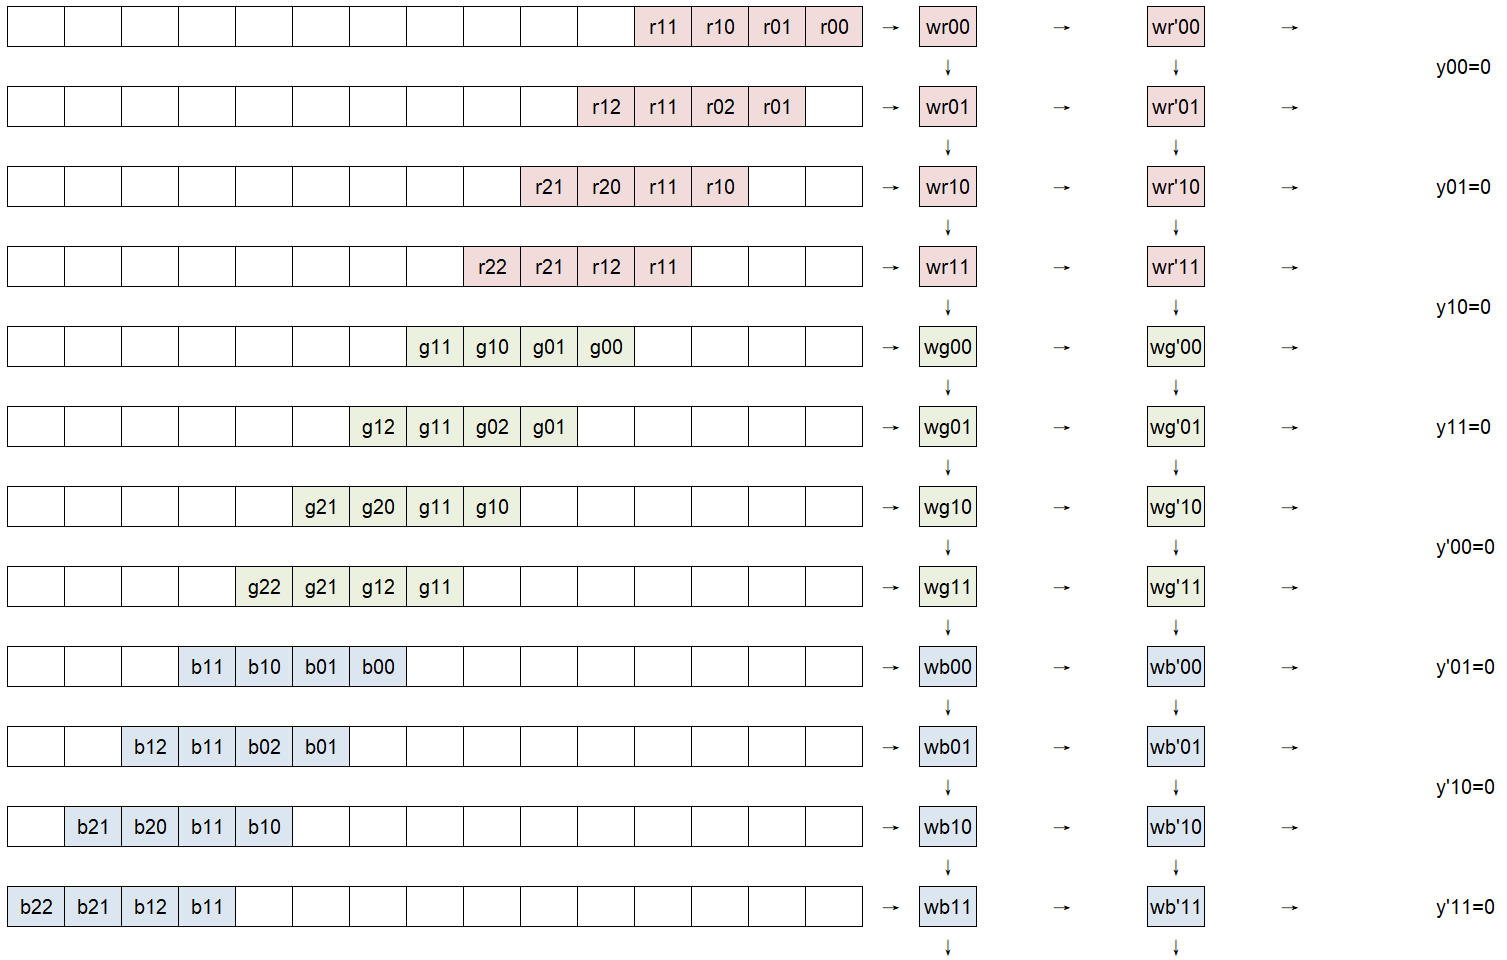 r11 r10 r01 r00 → wr00 → wr'00 →
↓ ↓ y00=0
r12 r11 r02 r01 → wr01 → wr'01 →
↓ ↓
r21 r20 r11 r10 → wr10 → wr'10 → y01=0
↓ ↓
r22 r21 r12 r11 → wr11 → wr'11 →
↓ ↓ y10=0
g11 g10 g01 g00 → wg00 → wg'00 →
↓ ↓
g12 g11 g02 g01 → wg01 → wg'01 → y11=0
↓ ↓
g21 g20 g11 g10 → wg10 → wg'10 →
↓ ↓ y'00=0
g22 g21 g12 g11 → wg11 → wg'11 →
↓ ↓
b11 b10 b01 b00 → wb00 → wb'00 → y'01=0
↓ ↓
b12 b11 b02 b01 → wb01 → wb'01 →
↓ ↓ y'10=0
b21 b20 b11 b10 → wb10 → wb'10 →
↓ ↓
b22 b21 b12 b11 → wb11 → wb'11 → y'11=0
↓ ↓